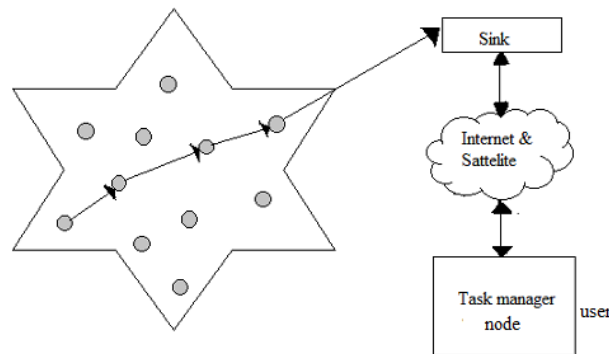 Sink
Internet &
Sattelite
Task manager
node
user